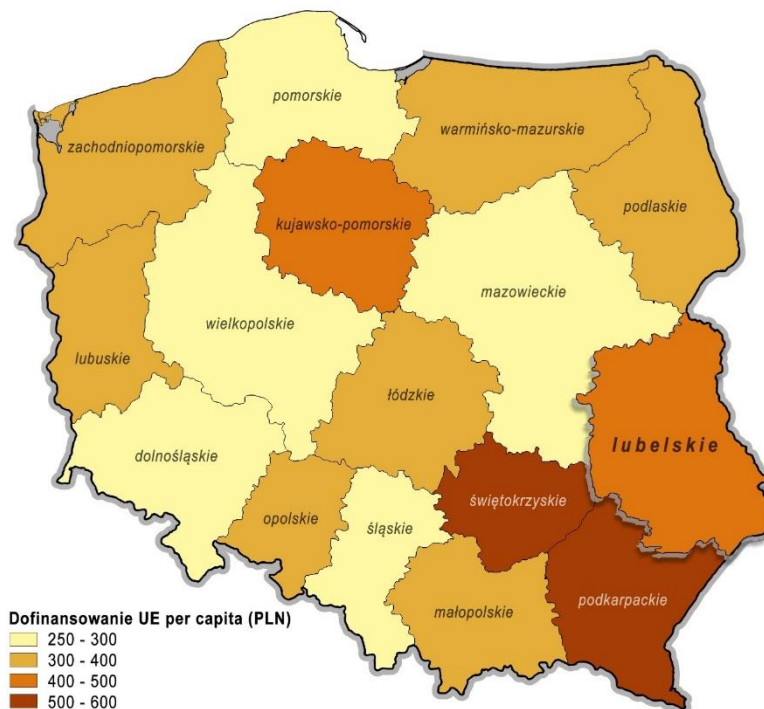 pomorskie
warmińsko-mazurskie
zachodniopomorskie
podlaskie
kujawsko-pomorskie
mazowieckie
wielkopolskie
lubuskie
łódzkie
lubelskie
dolnośląskie
świętokrzyskie
opolskie
śląskie
podkarpackie
małopolskie
Dofinansowanie UE per capita (PLN)
250 - 300
300 - 400
400 - 500
500 - 600